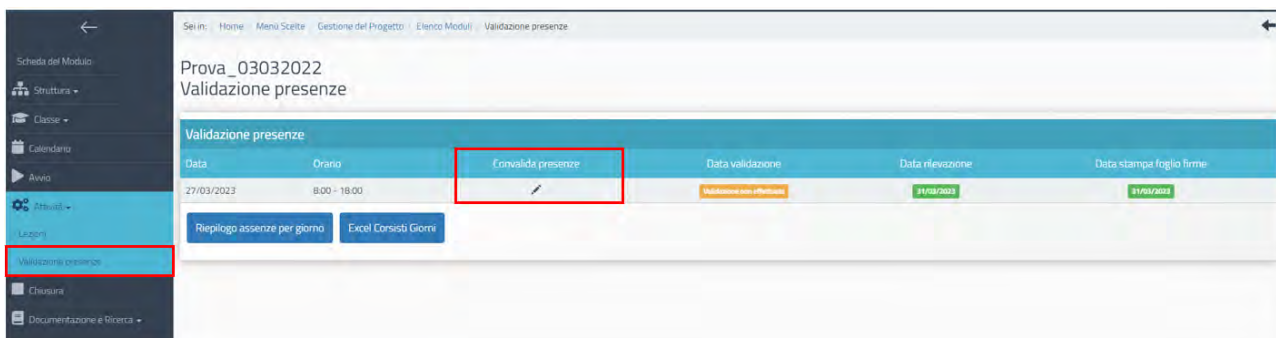 Sei in: Home Menù Scelte Gestione del Progetto Elenco Moduli Validazione presenze
Scheda del Modulo
Struttura
Classe
Calendario
Avvio
Attività
Lezioni
Validazione presenze
Chiusura
Documentazione e Ricerca
Prova_03032022
Validazione presenze
Validazione presenze
Data Orario Convalida presenze Data validazione Data rilevazione Data stampa foglio firme
27/03/2023 8:00 - 18:00 Validazione non effettuata 31/03/2023 31/03/2023
Riepilogo assenze per giorno Excel Corsisti Giorni